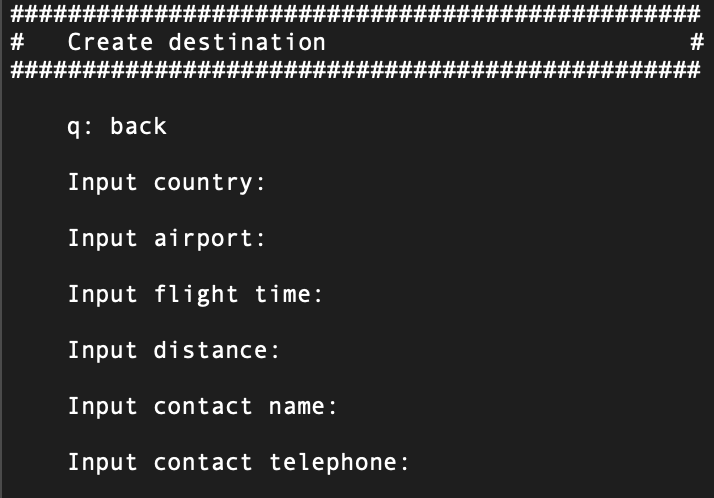 ################################################
#   Create destination                         #
################################################
q: back
Input country:
Input airport:
Input flight time:
Input distance:
Input contact name:
Input contact telephone: